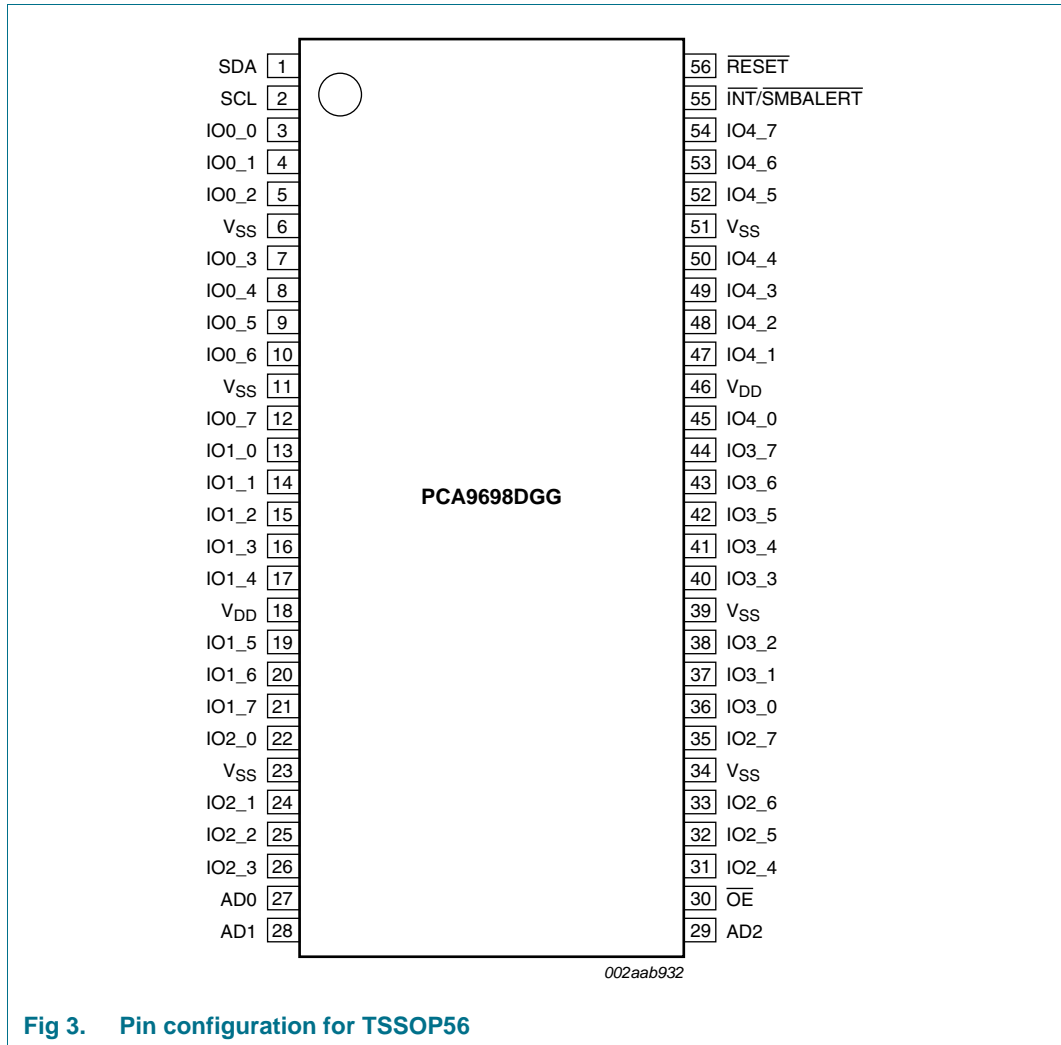 SDA 1
SCL 2
IO0_0 3
IO0_1 4
IO0_2 5
VSS 6
IO0_3 7
IO0_4 8
IO0_5 9
IO0_6 10
VSS 11
IO0_7 12
IO1_0 13
IO1_1 14
IO1_2 15
IO1_3 16
IO1_4 17
VDD 18
IO1_5 19
IO1_6 20
IO1_7 21
IO2_0 22
VSS 23
IO2_1 24
IO2_2 25
IO2_3 26
AD0 27
AD1 28
PCA9698DGG
56 RESET
55 INT/SMBALERT
54 IO4_7
53 IO4_6
52 IO4_5
51 VSS
50 IO4_4
49 IO4_3
48 IO4_2
47 IO4_1
46 VDD
45 IO4_0
44 IO3_7
43 IO3_6
42 IO3_5
41 IO3_4
40 IO3_3
39 VSS
38 IO3_2
37 IO3_1
36 IO3_0
35 IO2_7
34 VSS
33 IO2_6
32 IO2_5
31 IO2_4
30 OE
29 AD2
002aab932
Fig 3. Pin configuration for TSSOP56